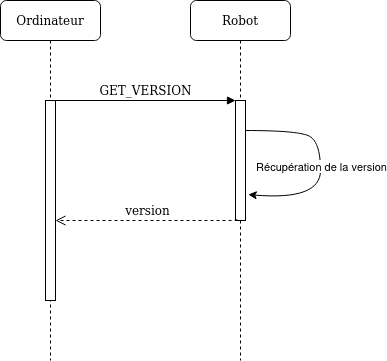 Ordinateur
Robot
GET_VERSION
Récupération de la version
version